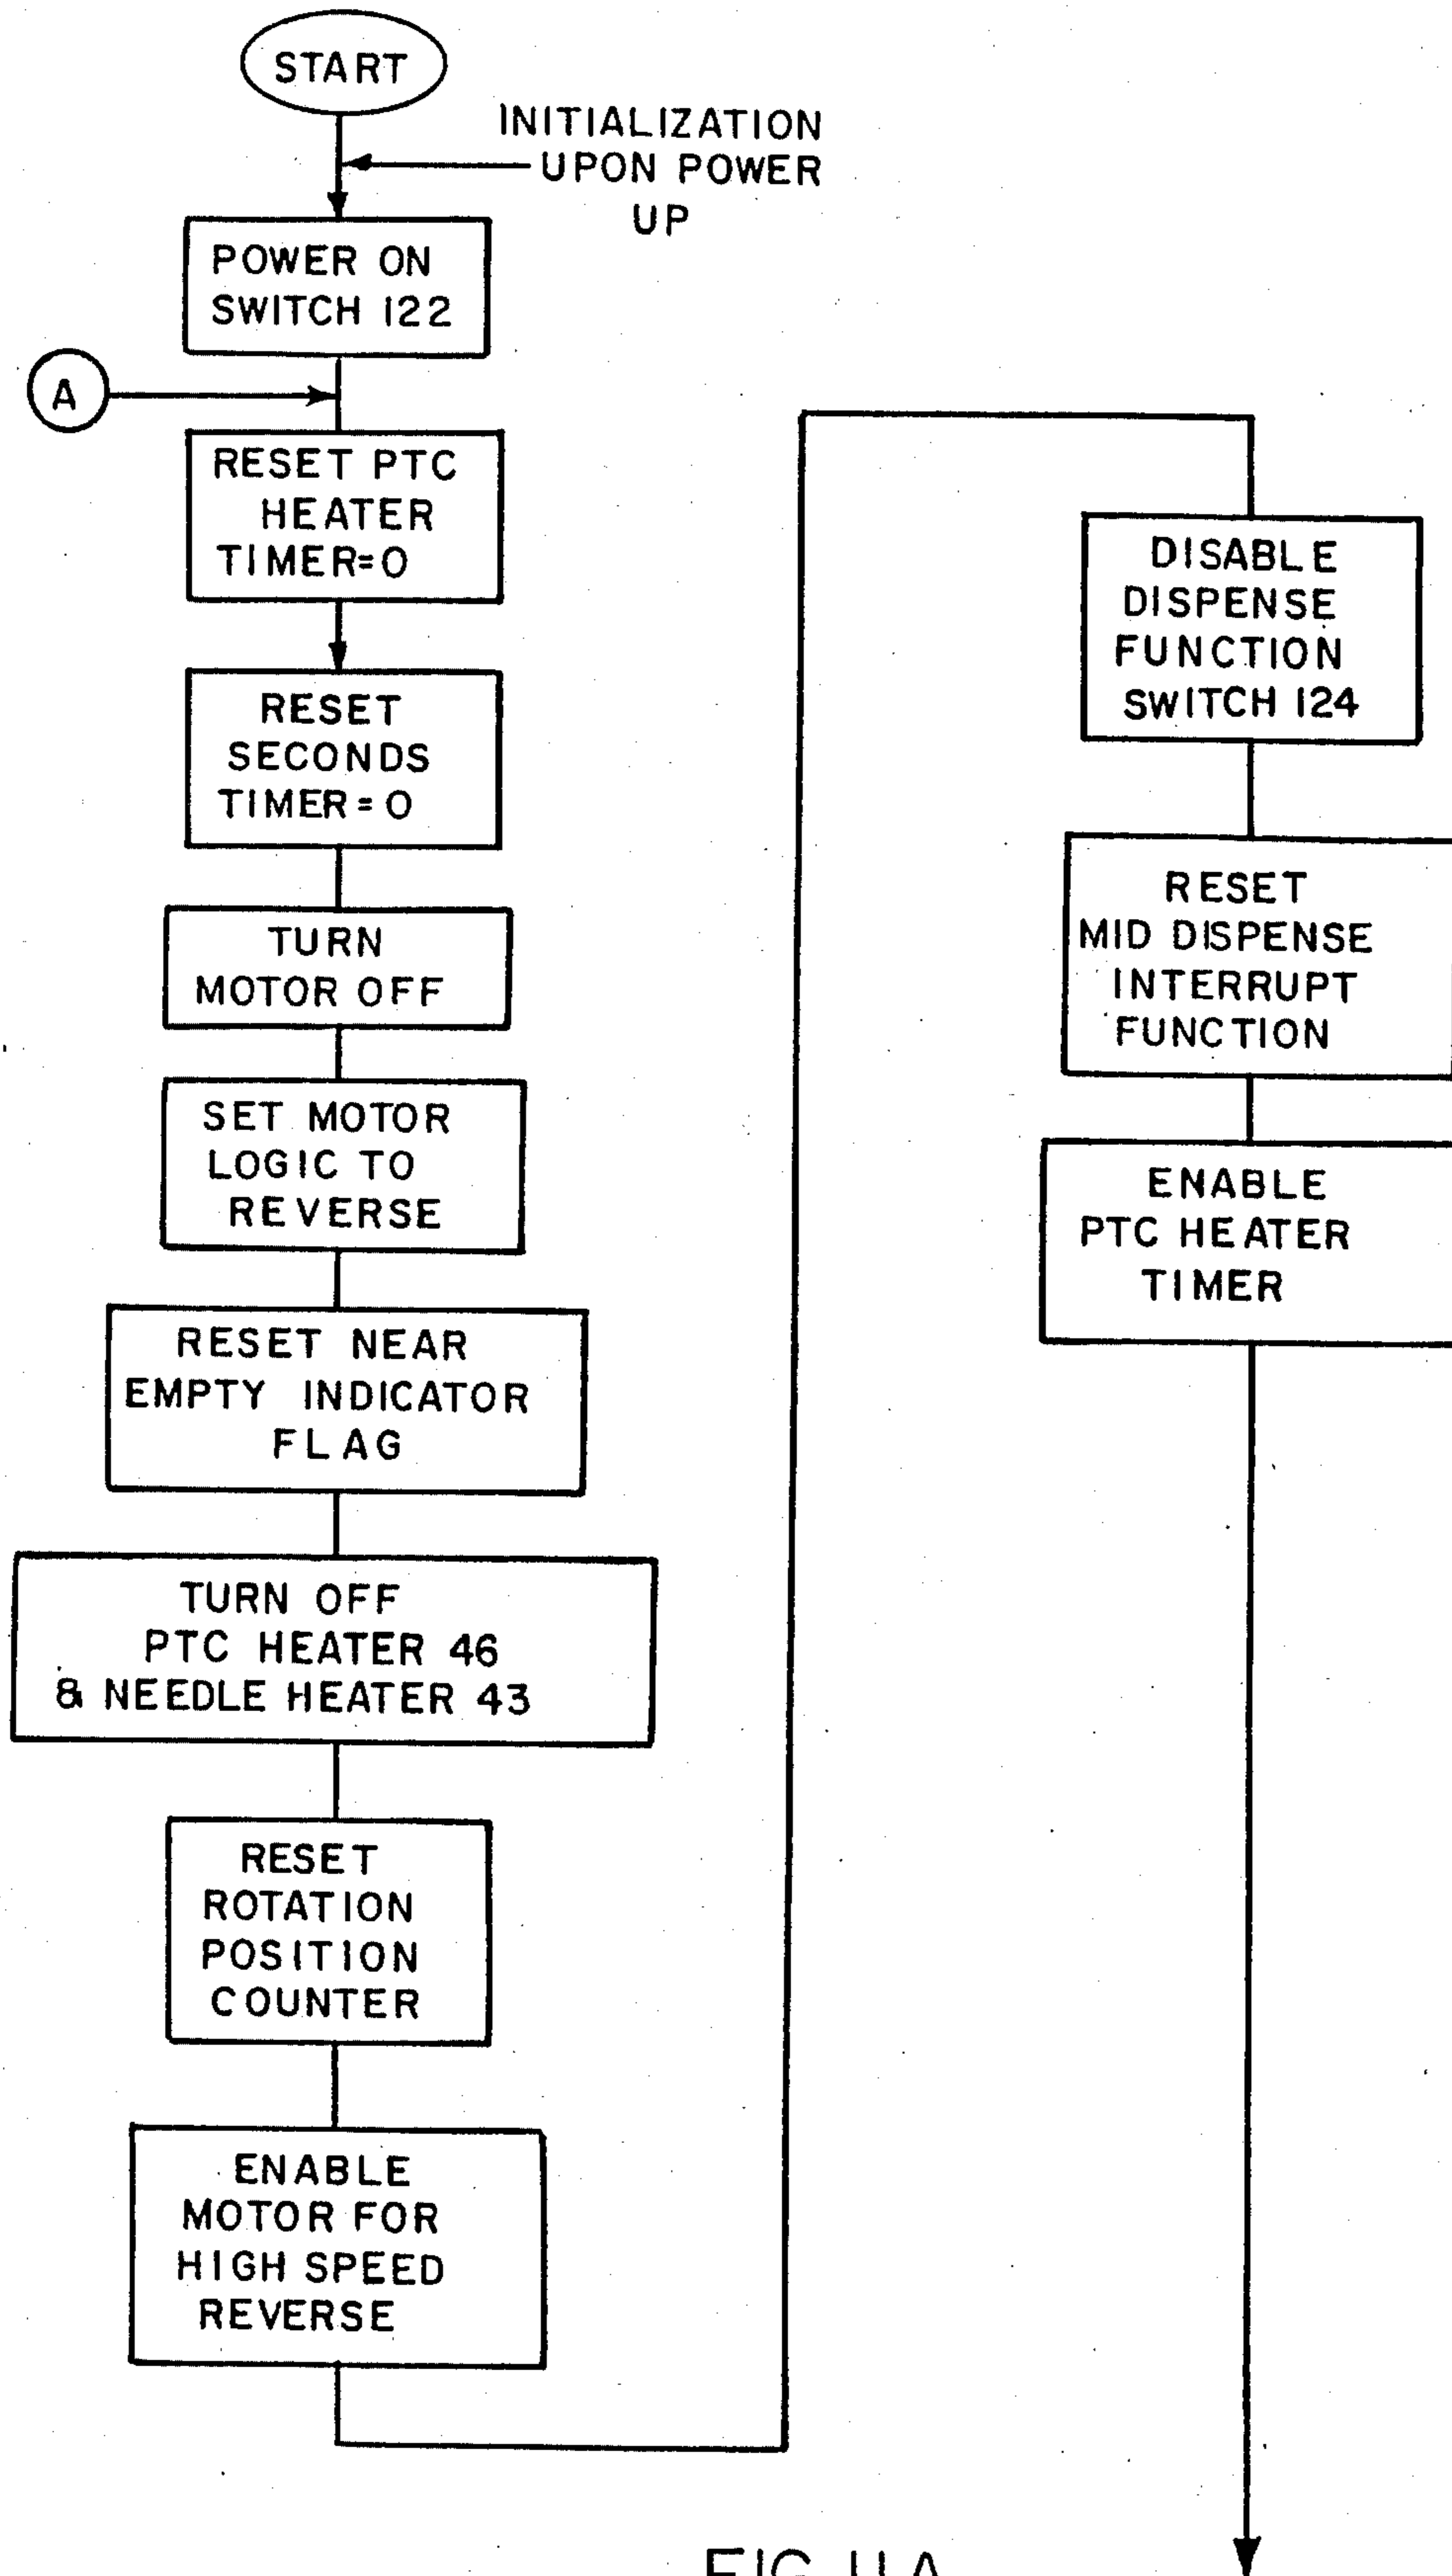 START
INITIALIZATION
UPON POWER
UP
POWER ON
SWITCH 122
A
RESET PTC
HEATER
TIMER=0
RESET
SECONDS
TIMER=0
TURN
MOTOR OFF
SET MOTOR
LOGIC TO
REVERSE
RESET NEAR
EMPTY INDICATOR
FLAG
TURN OFF
PTC HEATER 46
& NEEDLE HEATER 43
RESET
ROTATION
POSITION
COUNTER
ENABLE
MOTOR FOR
HIGH SPEED
REVERSE
DISABLE
DISPENSE
FUNCTION
SWITCH 124
RESET
MID DISPENSE
INTERRUPT
FUNCTION
ENABLE
PTC HEATER
TIMER
FIG. 11A